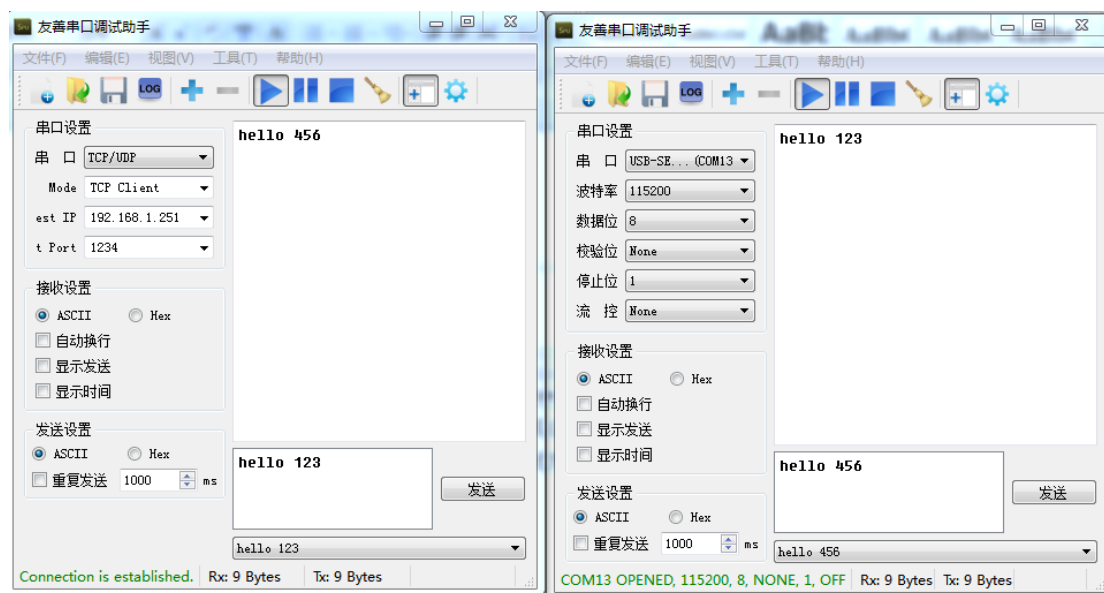 友善串口调试助手
文件(F) 编辑(E) 视图(V) 工具(T) 帮助(H)
LOG
串口设置
串 口 TCP/UDP
Mode TCP Client
est IP 192.168.1.251
t Port 1234
接收设置
ASCII Hex
自动换行
显示发送
显示时间
发送设置
ASCII Hex
重复发送 1000 ms
hello 456
hello 123
发送
hello 123
Connection is established. Rx: 9 Bytes Tx: 9 Bytes
友善串口调试助手
文件(F) 编辑(E) 视图(V) 工具(T) 帮助(H)
LOG
串口设置
串 口 USB-SE... (COM13
波特率 115200
数据位 8
校验位 None
停止位 1
流 控 None
接收设置
ASCII Hex
自动换行
显示发送
显示时间
发送设置
ASCII Hex
重复发送 1000 ms
hello 123
hello 456
发送
hello 456
COM13 OPENED, 115200, 8, NONE, 1, OFF Rx: 9 Bytes Tx: 9 Bytes